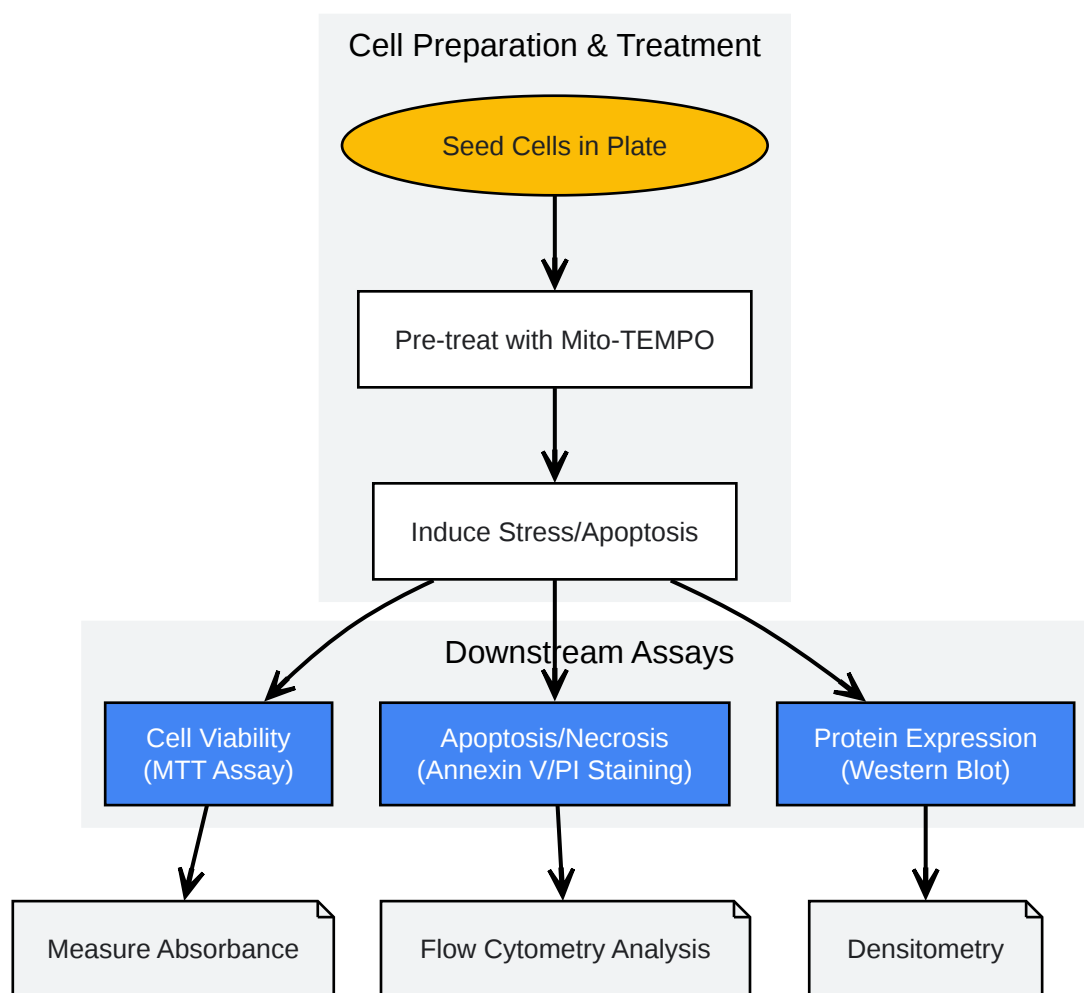 Cell Preparation & Treatment
Seed Cells in Plate
Pre-treat with Mito-TEMPO
Induce Stress/Apoptosis
Downstream Assays
Cell Viability
(MTT Assay)
Apoptosis/Necrosis
(Annexin V/PI Staining)
Protein Expression
(Western Blot)
Measure Absorbance
Flow Cytometry Analysis
Densitometry